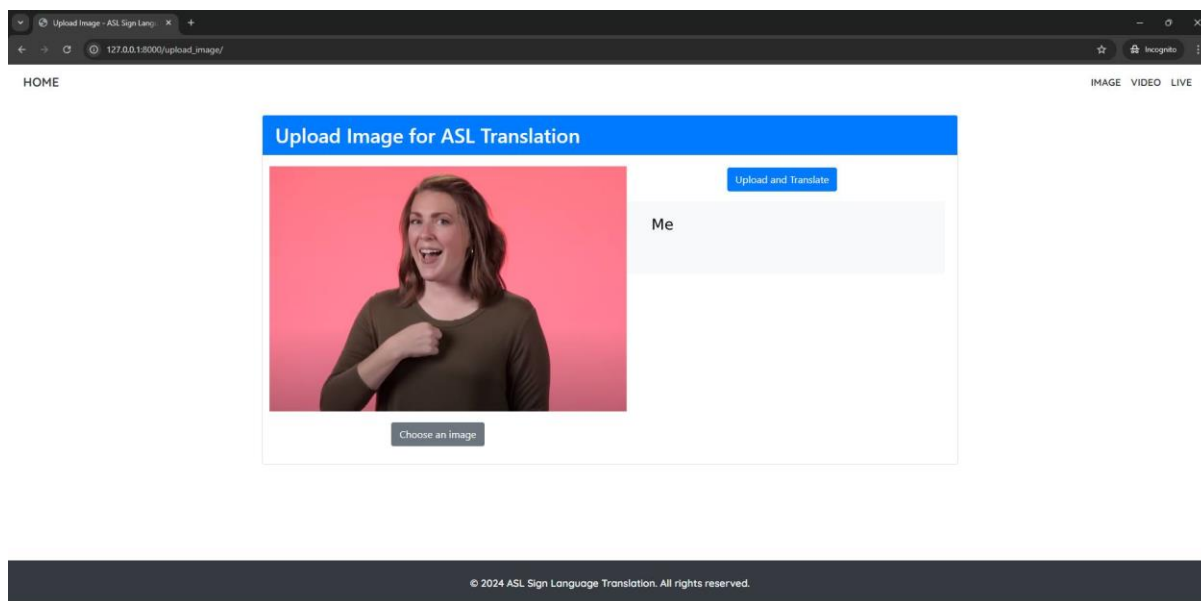 Upload Image - ASL Sign Lang
127.0.0.1:8000/upload_image/
Incognito
HOME
IMAGE VIDEO LIVE
Upload Image for ASL Translation
Upload and Translate
Me
Choose an image
© 2024 ASL Sign Language Translation. All rights reserved.